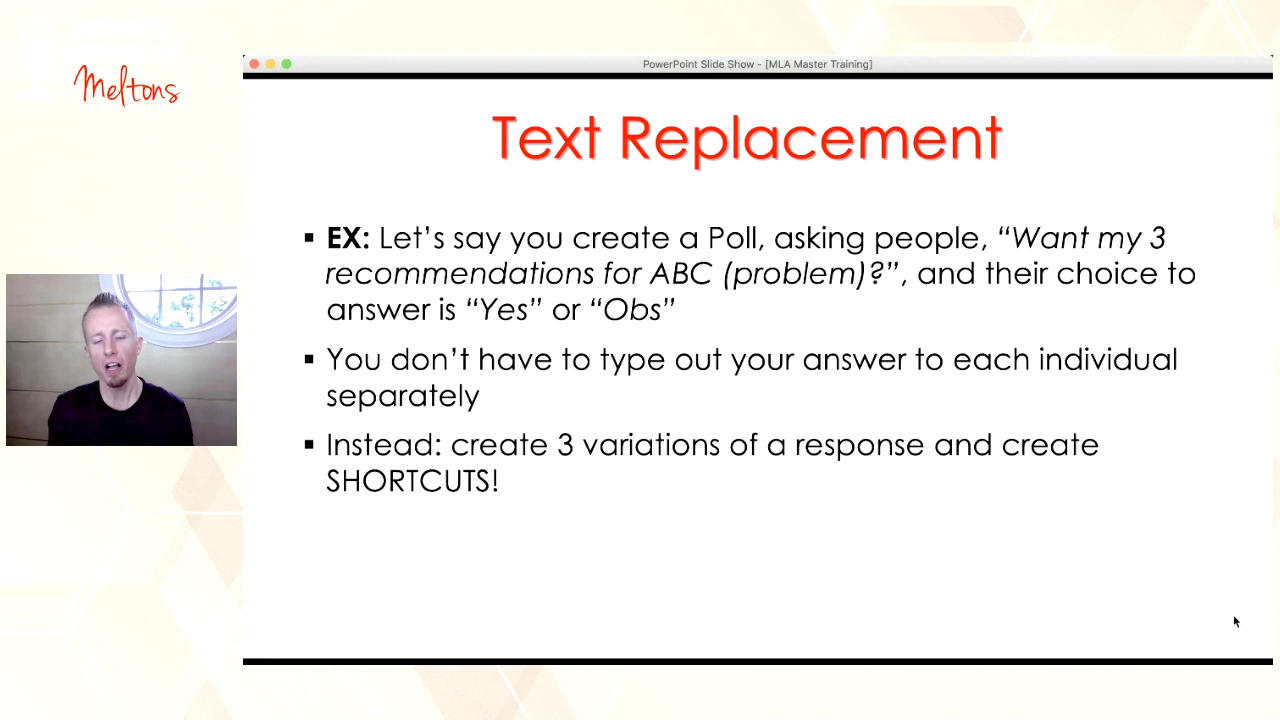 Meltons
PowerPoint Slide Show - [MLA Master Training]
Text Replacement
▪ EX: Let’s say you create a Poll, asking people, “Want my 3
recommendations for ABC (problem)?”, and their choice to
answer is “Yes” or “Obs”
▪ You don’t have to type out your answer to each individual
separately
▪ Instead: create 3 variations of a response and create
SHORTCUTS!